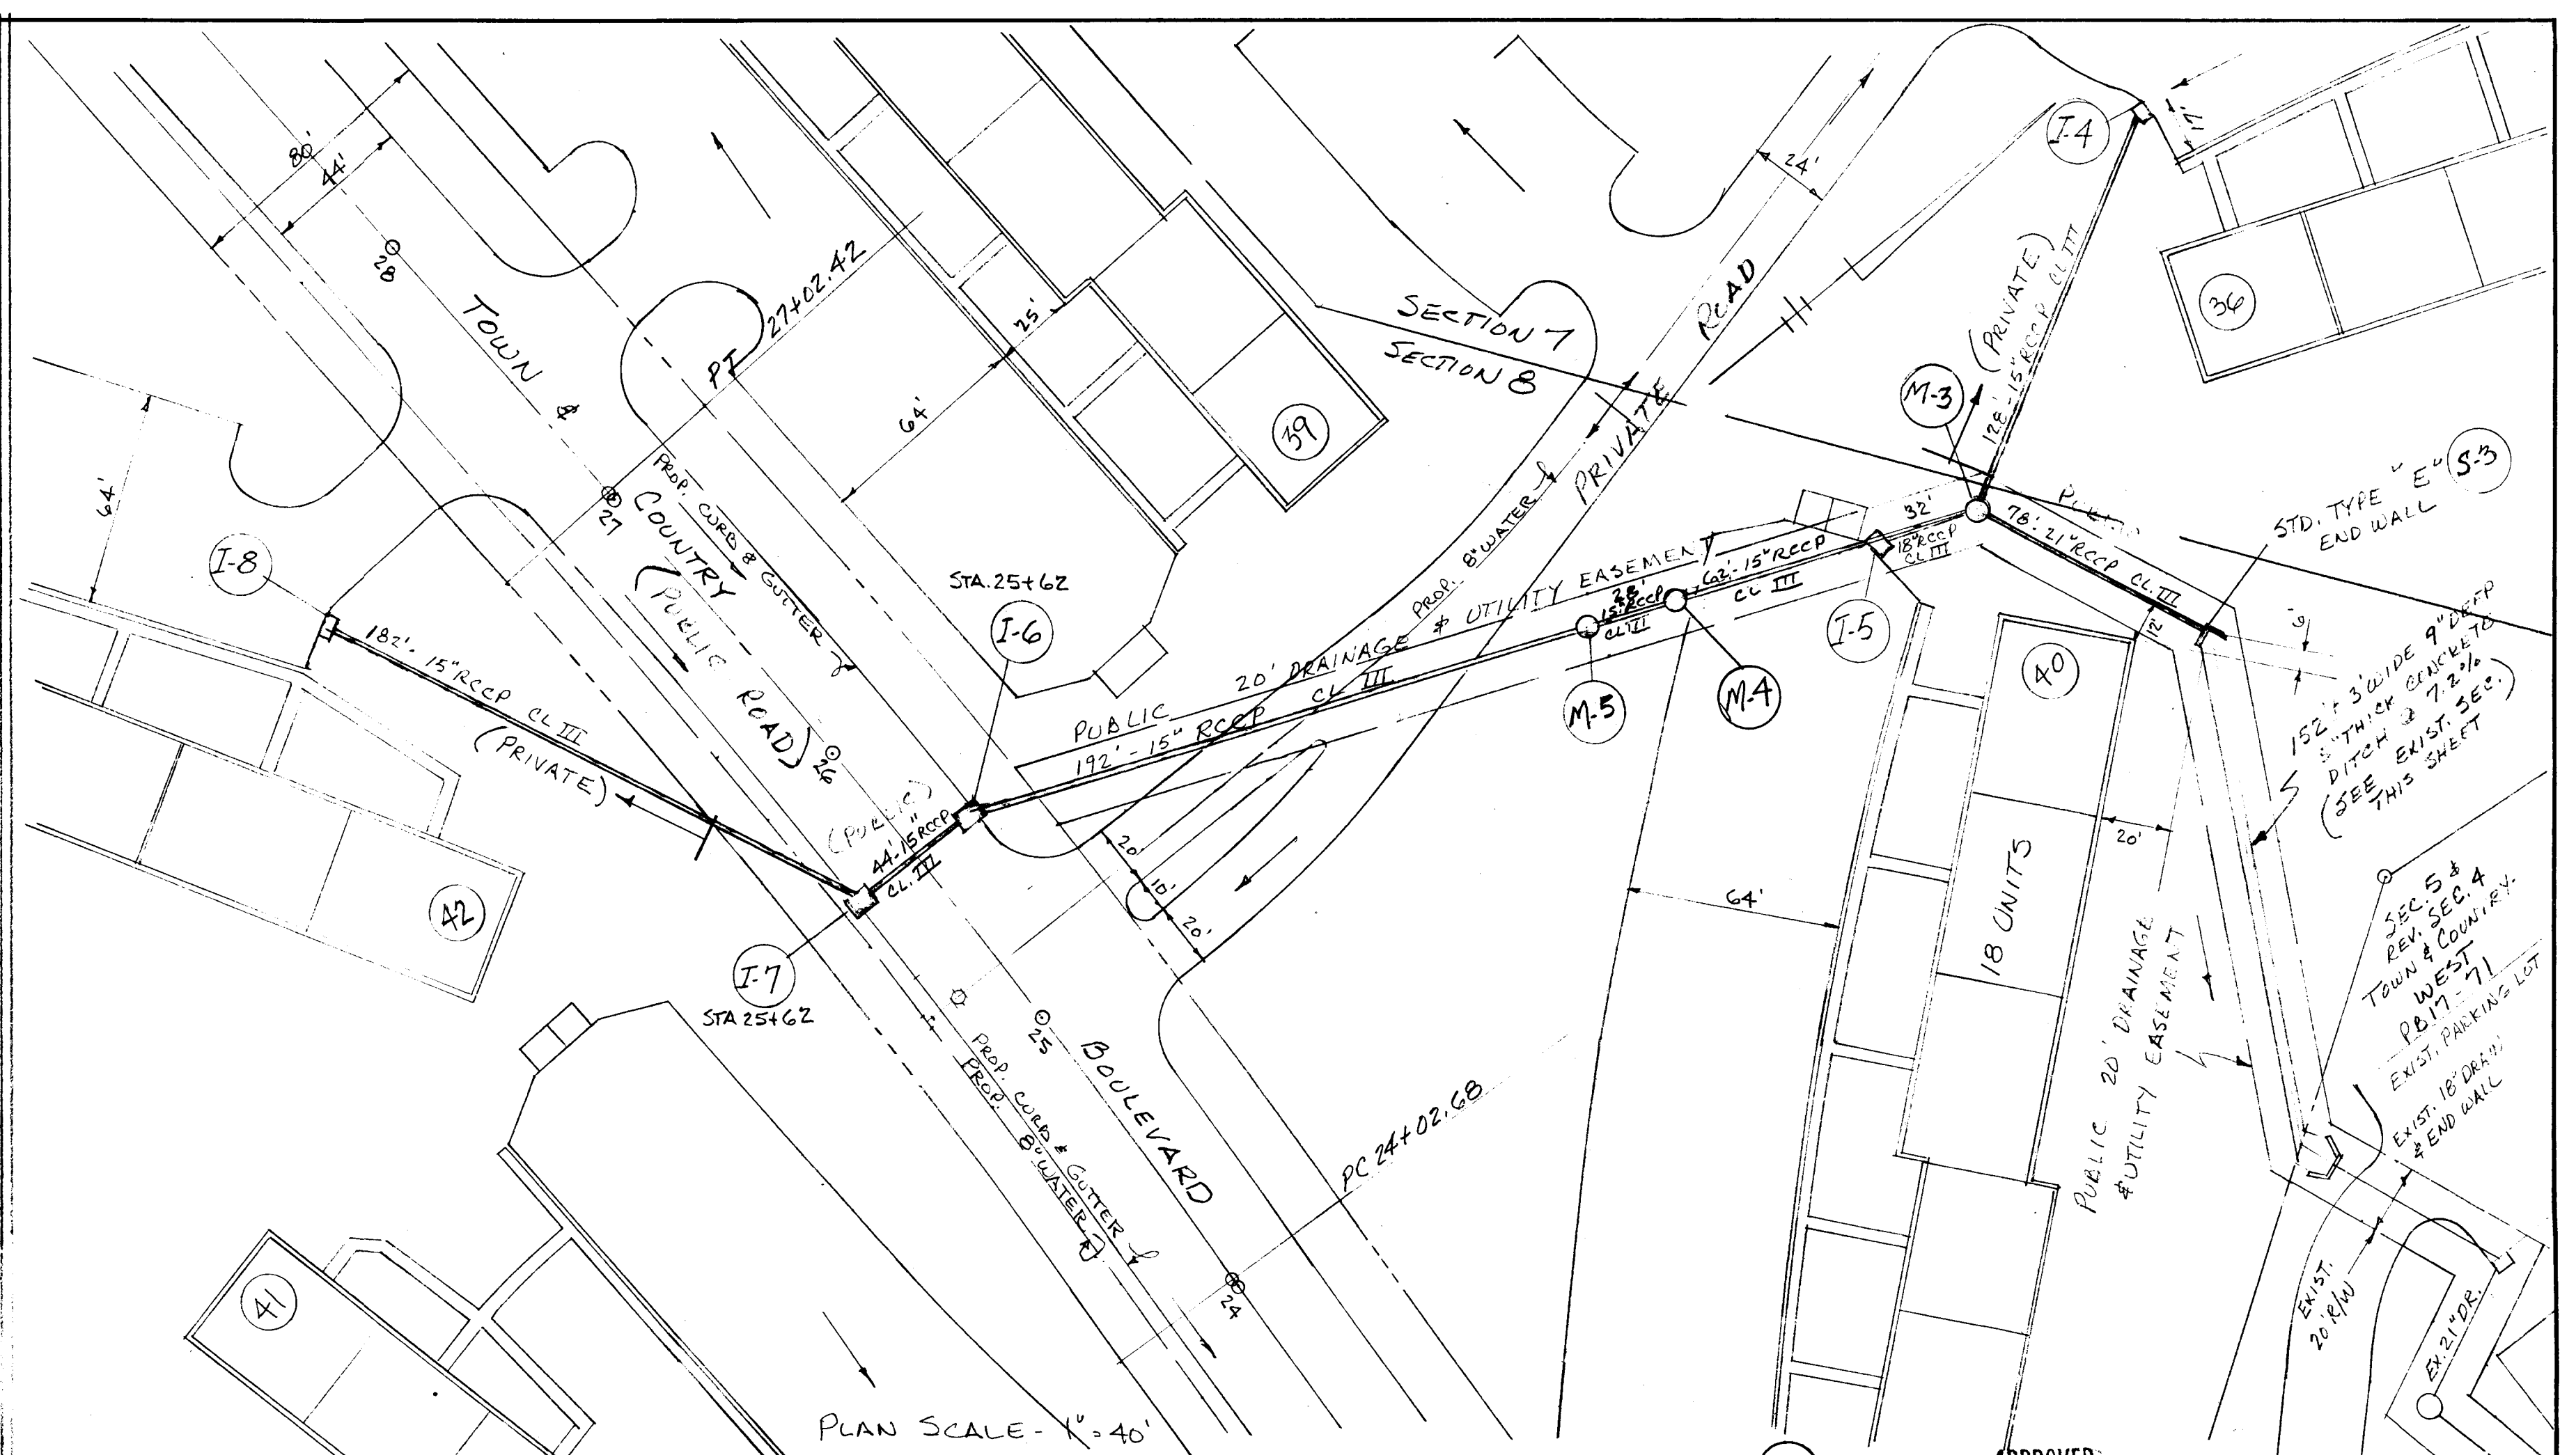 80'
44'
28
TOWN &
27
COUNTRY
(PUBLIC ROAD)
26
25
BOULEVARD
24
PI 27+02.42
PC 24+02.68
PROP. CURB & GUTTER
PROP. CURB & GUTTER
PROP. 8" WATER
64'
25'
39
64'
I-8
182'- 15" RCCP CL III
(PRIVATE)
42
41
STA. 25+62
I-6
(PUBLIC)
44'-15" RCCP
CL. III
I-7
STA 25+62
PUBLIC 20' DRAINAGE & UTILITY EASEMENT
192'- 15" RCCP CL III
20'
10'
20'
SECTION 7
SECTION 8
24'
PRIVATE ROAD
PROP. 8" WATER
M-5
28'
15" RCCP
CL III
M-4
62'- 15" RCCP
CL III
I-5
32'
18" RCCP
CL III
M-3
(PRIVATE)
128'- 15" RCCP CL III
I-4
17'
36
78'- 21" RCCP CL. III
12'
STD. TYPE "E"
END WALL
S-3
6'
152'± 3' WIDE 9" DEEP
5" THICK CONCRETE
DITCH @ 7.2%
(SEE EXIST. SEC.)
THIS SHEET
40
18 UNITS
64'
20'
PUBLIC 20' DRAINAGE
& UTILITY EASEMENT
SEC. 5 &
REV. SEC. 4
TOWN & COUNTRY
WEST
PB17-71
EXIST. PARKING LOT
EXIST. 18" DRAIN
& END WALL
EXIST.
20' R/W
EX. 21" DR.
PLAN SCALE - 1" = 40'
APPROVED